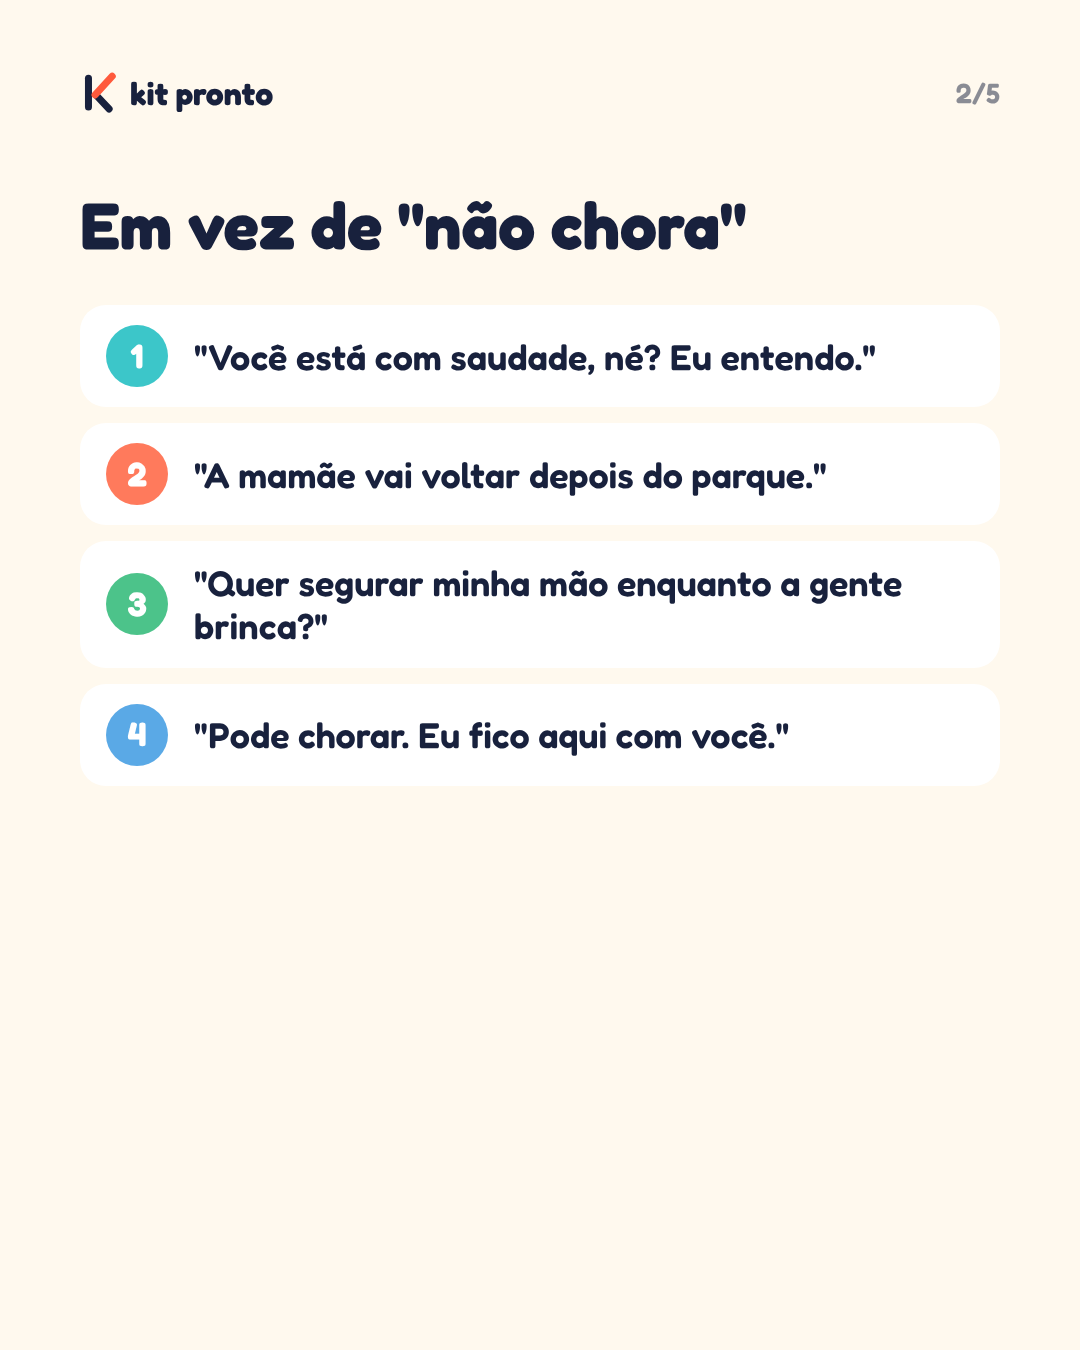 kit pronto
2/5
Em vez de "não chora"
1
"Você está com saudade, né? Eu entendo."
2
"A mamãe vai voltar depois do parque."
3
"Quer segurar minha mão enquanto a gente
brinca?"
4
"Pode chorar. Eu fico aqui com você."